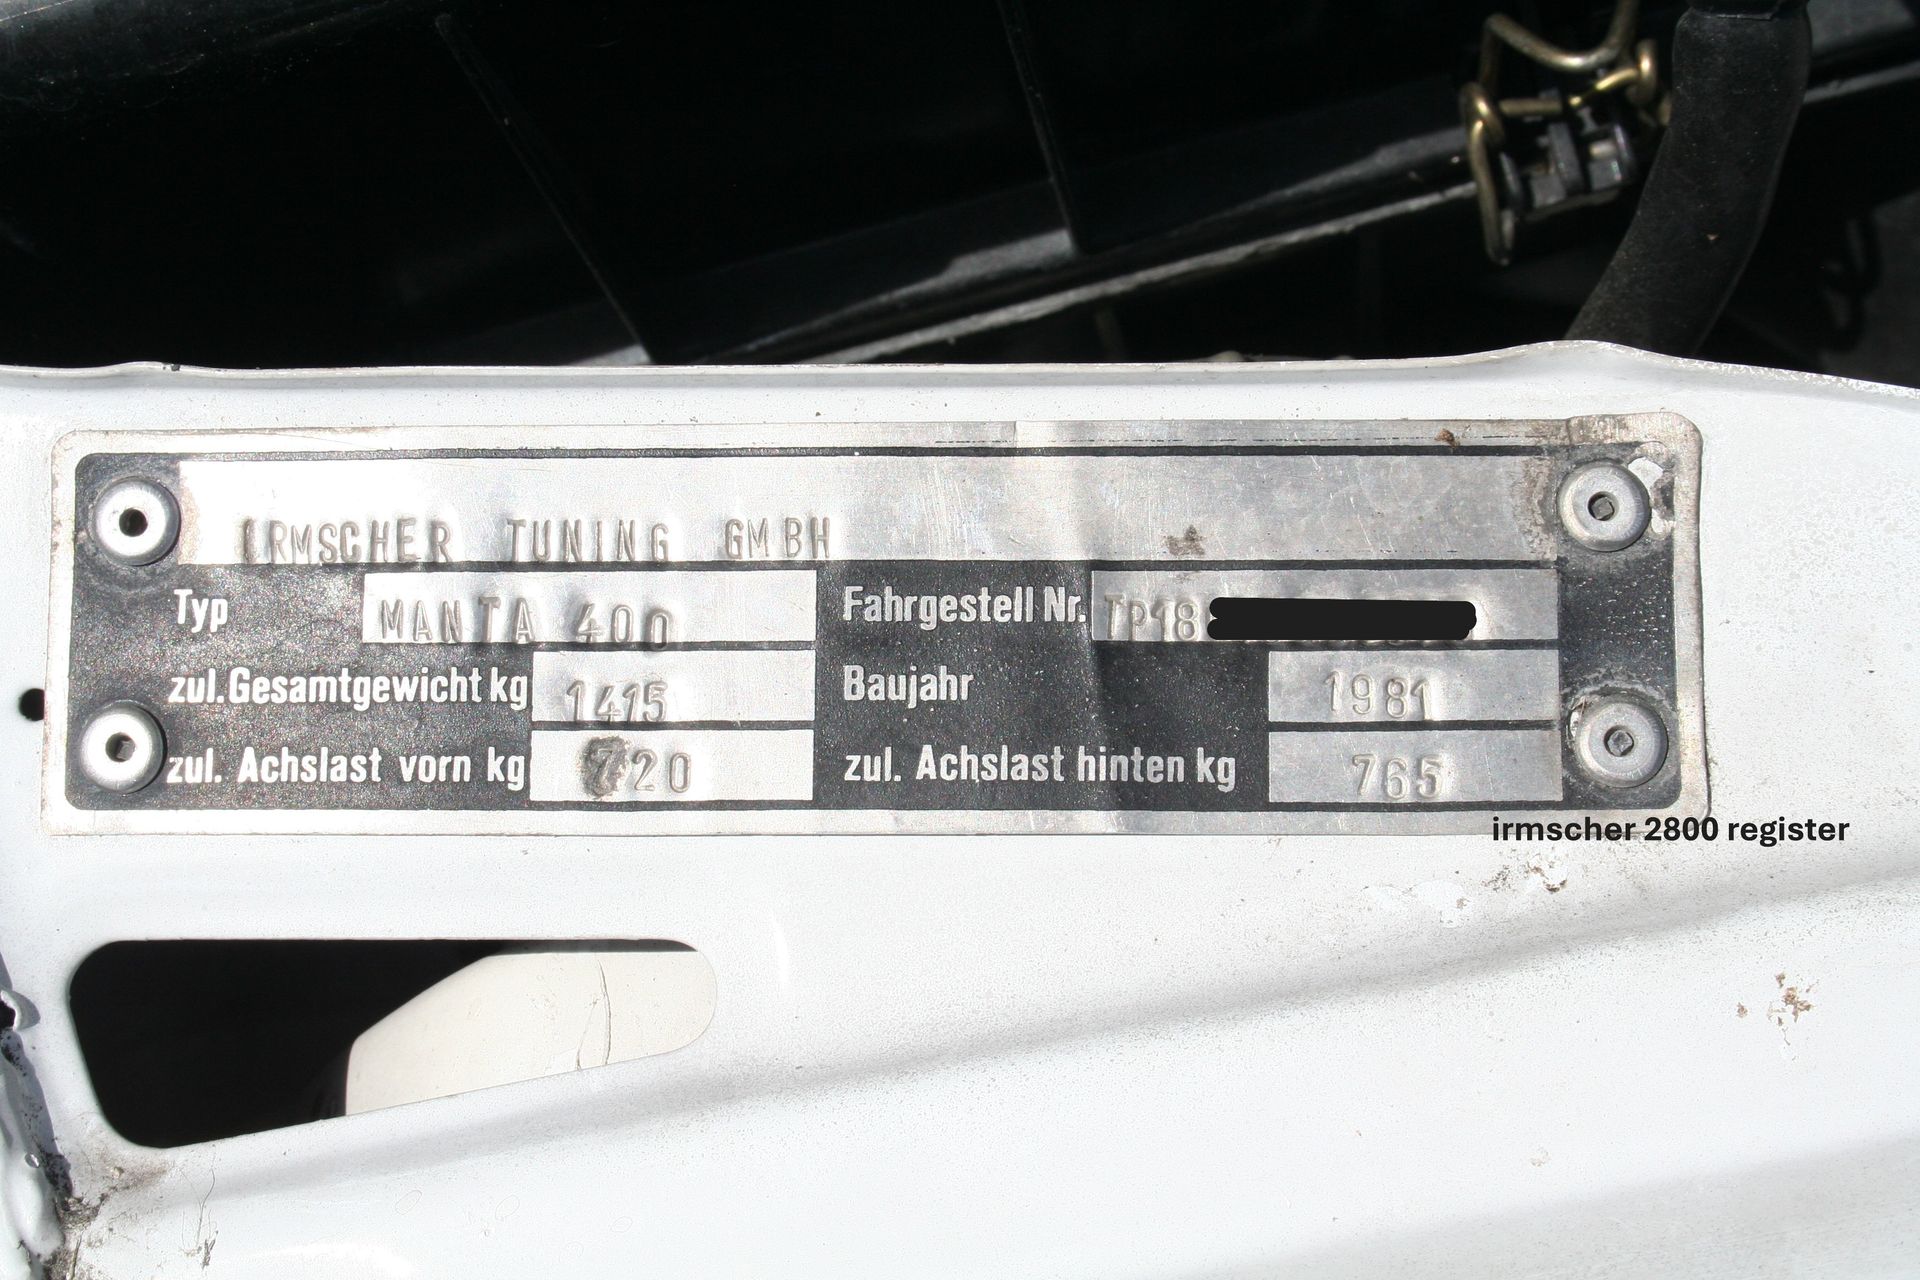 IRMSCHER TUNING GMBH
Typ MANTA 400 Fahrgestell Nr. TP18
zul. Gesamtgewicht kg 1415 Baujahr 1981
zul. Achslast vorn kg 720 zul. Achslast hinten kg 765
irmscher 2800 register